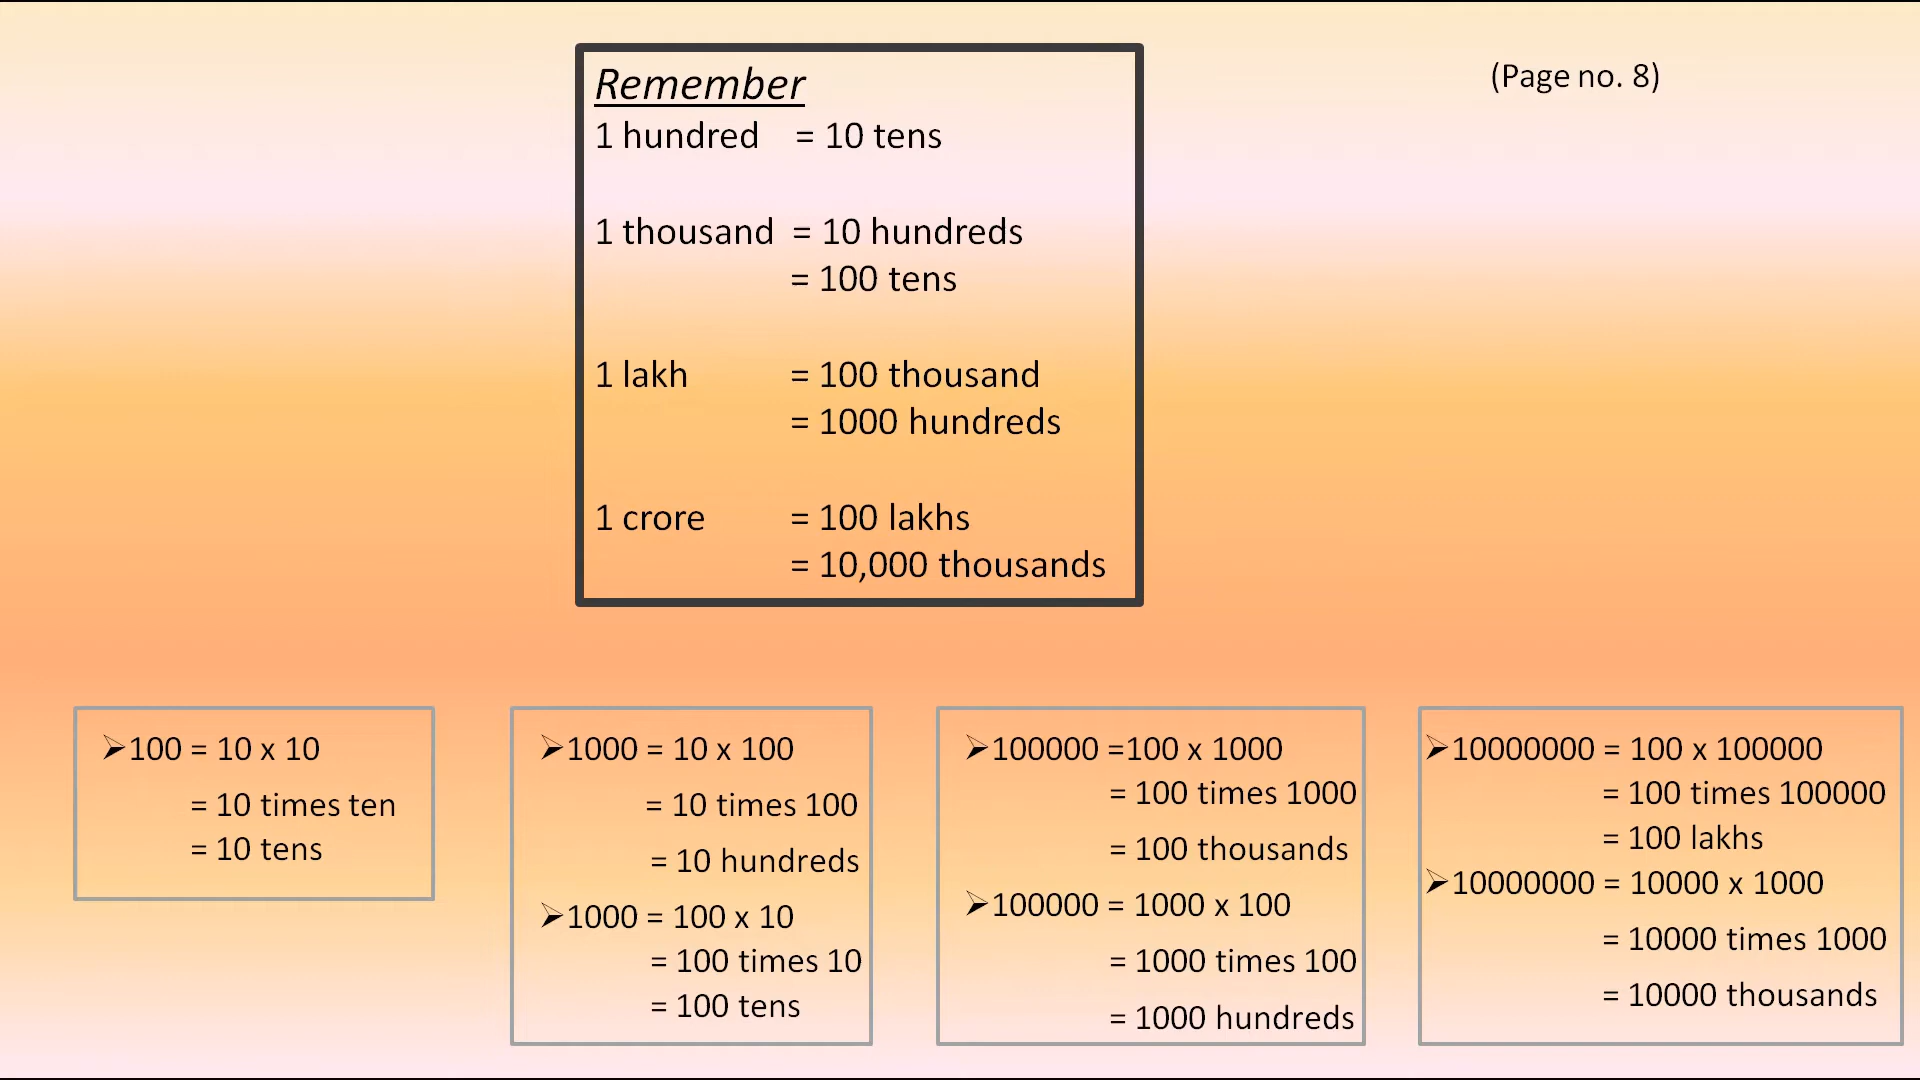 Remember
(Page no. 8)
1 hundred = 10 tens
1 thousand = 10 hundreds
= 100 tens
1 lakh = 100 thousand
= 1000 hundreds
1 crore = 100 lakhs
= 10,000 thousands
➢100 = 10 x 10
= 10 times ten
= 10 tens
➢1000 = 10 x 100
= 10 times 100
= 10 hundreds
➢1000 = 100 x 10
= 100 times 10
= 100 tens
➢100000 =100 x 1000
= 100 times 1000
= 100 thousands
➢100000 = 1000 x 100
= 1000 times 100
= 1000 hundreds
➢10000000 = 100 x 100000
= 100 times 100000
= 100 lakhs
➢10000000 = 10000 x 1000
= 10000 times 1000
= 10000 thousands